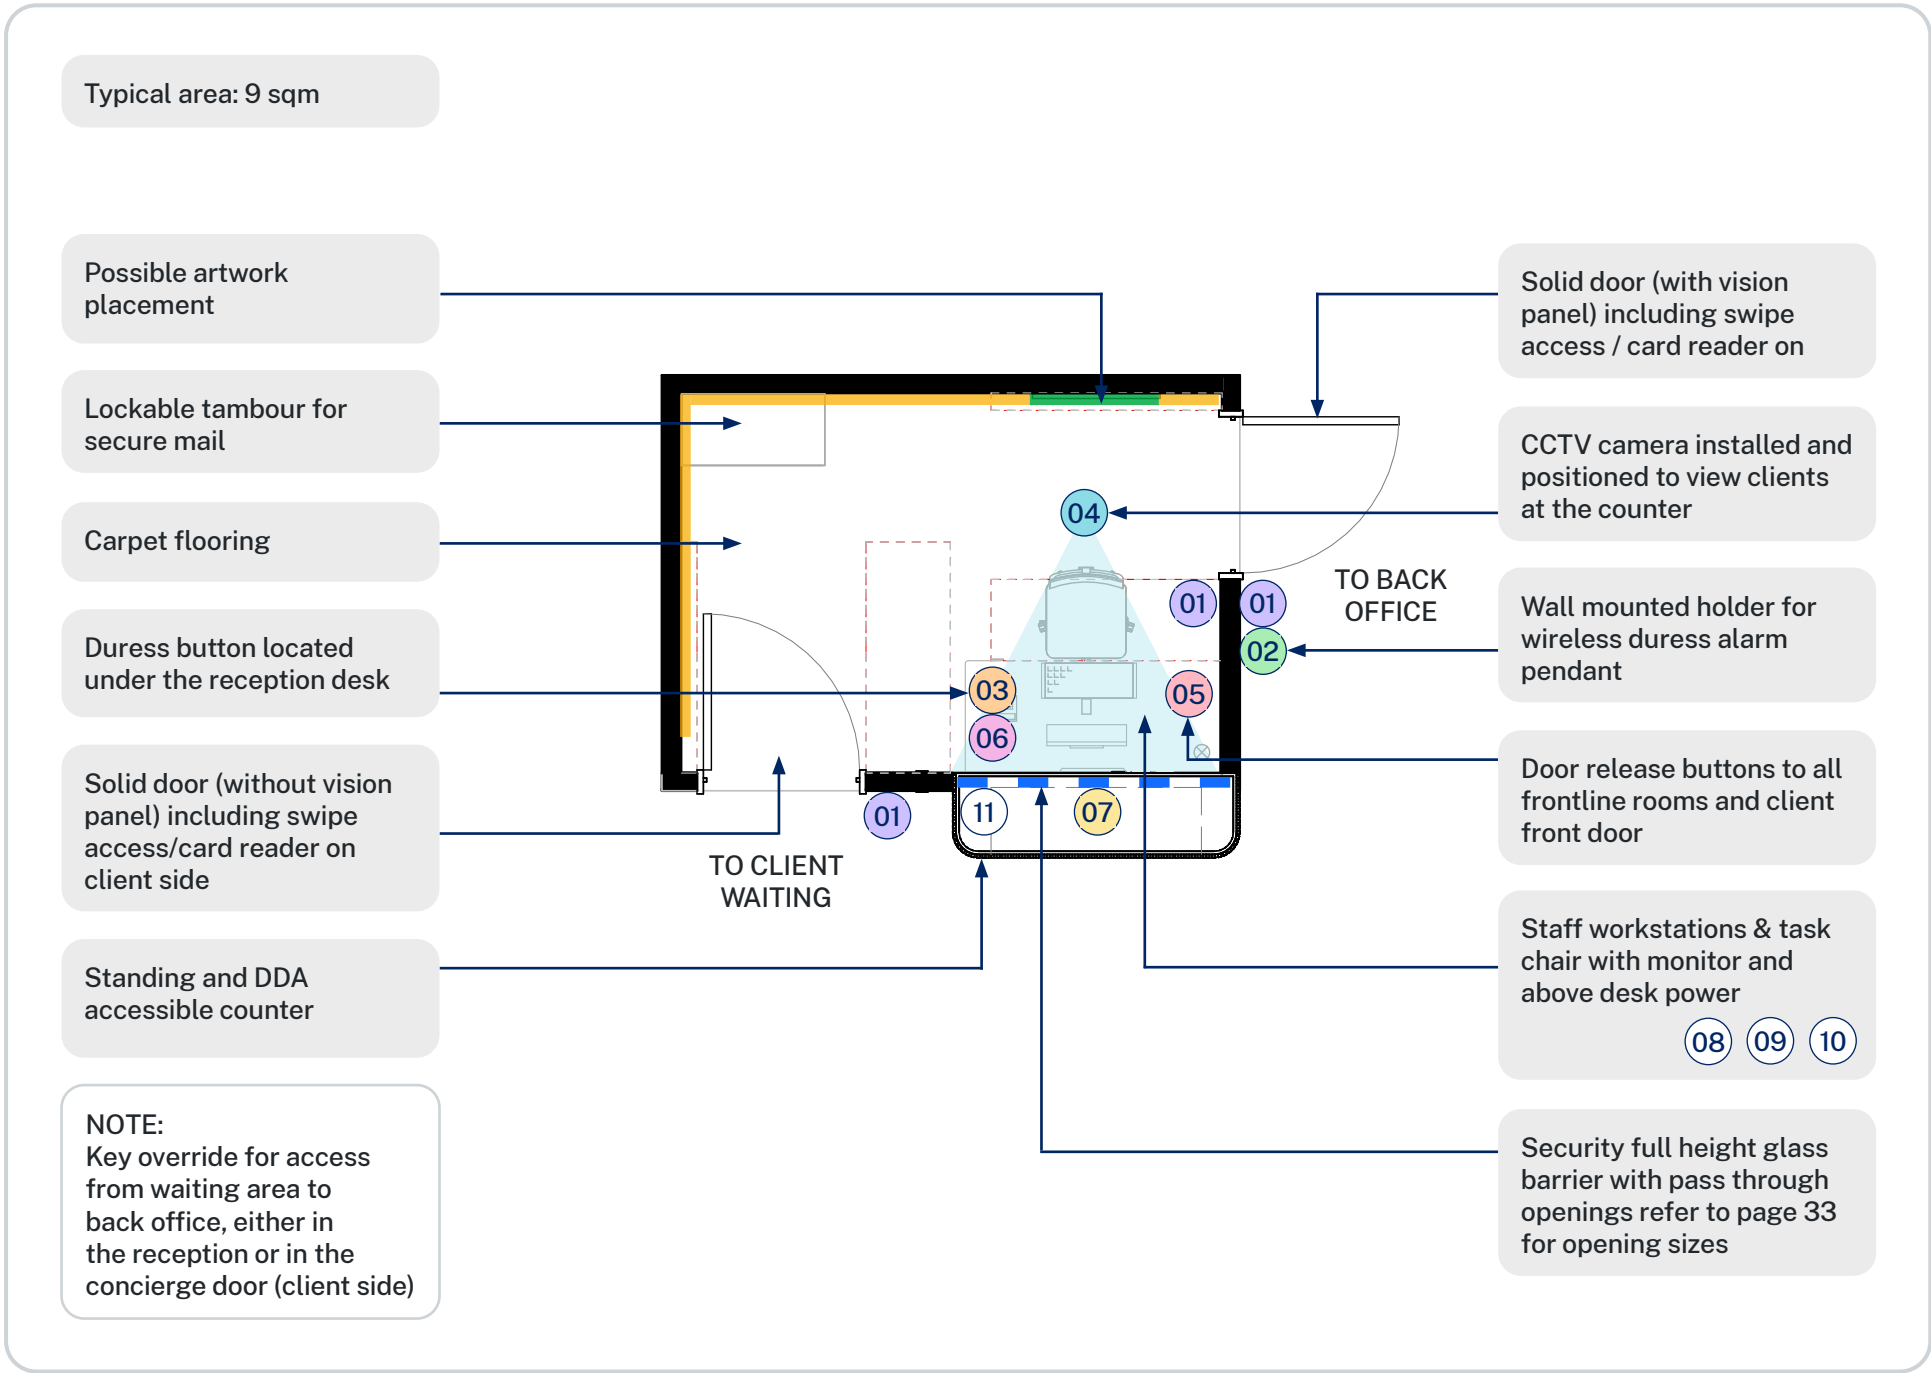 Typical area: 9 sqm
Possible artwork
placement
Lockable tambour for
secure mail
Carpet flooring
Duress button located
under the reception desk
Solid door (without vision
panel) including swipe
access/card reader on
client side
Standing and DDA
accessible counter
NOTE:
Key override for access
from waiting area to
back office, either in
the reception or in the
concierge door (client side)
04
01
01
02
03
05
06
01
11
07
TO BACK
OFFICE
TO CLIENT
WAITING
Solid door (with vision
panel) including swipe
access / card reader on
CCTV camera installed and
positioned to view clients
at the counter
Wall mounted holder for
wireless duress alarm
pendant
Door release buttons to all
frontline rooms and client
front door
Staff workstations & task
chair with monitor and
above desk power
08 09 10
Security full height glass
barrier with pass through
openings refer to page 33
for opening sizes